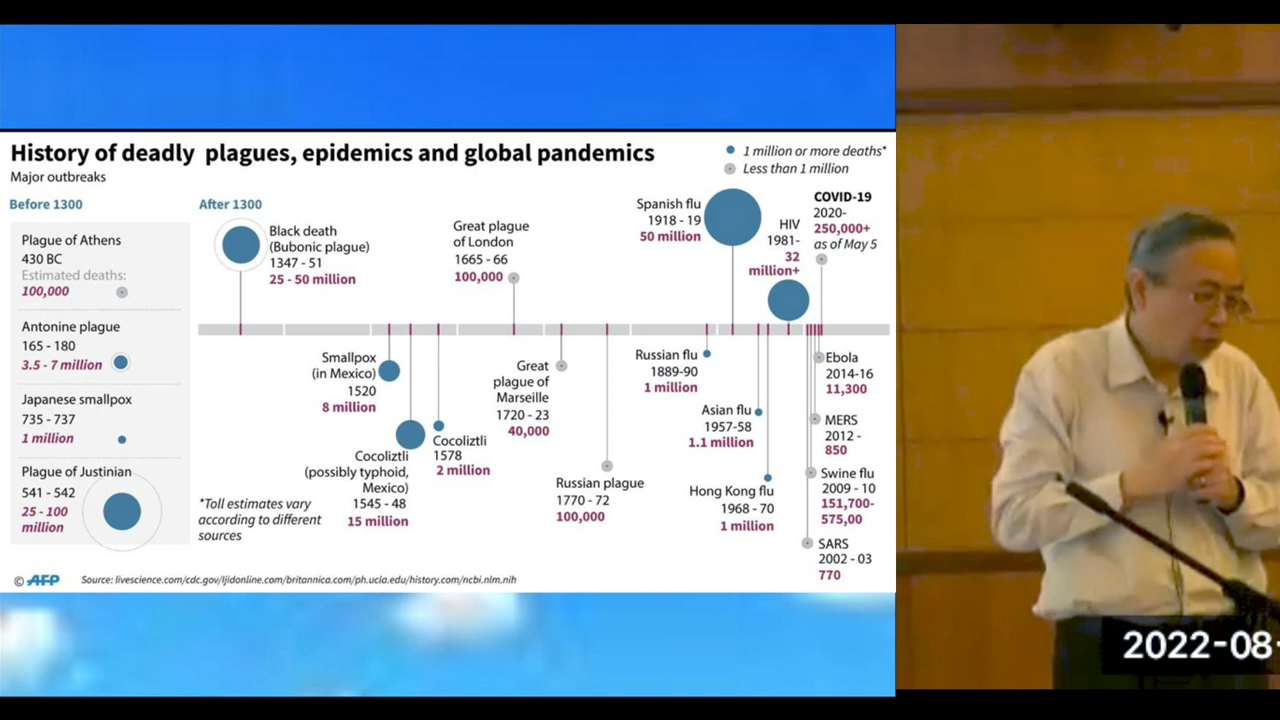 History of deadly plagues, epidemics and global pandemics
Major outbreaks
1 million or more deaths*
Less than 1 million
Before 1300
Plague of Athens
430 BC
Estimated deaths:
100,000
Antonine plague
165 - 180
3.5 - 7 million
Japanese smallpox
735 - 737
1 million
Plague of Justinian
541 - 542
25 - 100
million
After 1300
Black death
(Bubonic plague)
1347 - 51
25 - 50 million
Smallpox
(in Mexico)
1520
8 million
Cocoliztli
(possibly typhoid,
Mexico)
1545 - 48
15 million
Cocoliztli
1578
2 million
Great plague
of London
1665 - 66
100,000
Great
plague of
Marseille
1720 - 23
40,000
Russian plague
1770 - 72
100,000
Russian flu
1889-90
1 million
Spanish flu
1918 - 19
50 million
Asian flu
1957-58
1.1 million
Hong Kong flu
1968 - 70
1 million
HIV
1981-
32
million+
COVID-19
2020-
250,000+
as of May 5
Ebola
2014-16
11,300
MERS
2012 -
850
Swine flu
2009 - 10
151,700-
575,00
SARS
2002 - 03
770
*Toll estimates vary
according to different
sources
© AFP
Source: livescience.com/cdc.gov/ljidonline.com/britannica.com/ph.ucla.edu/history.com/ncbi.nlm.nih
2022-08-